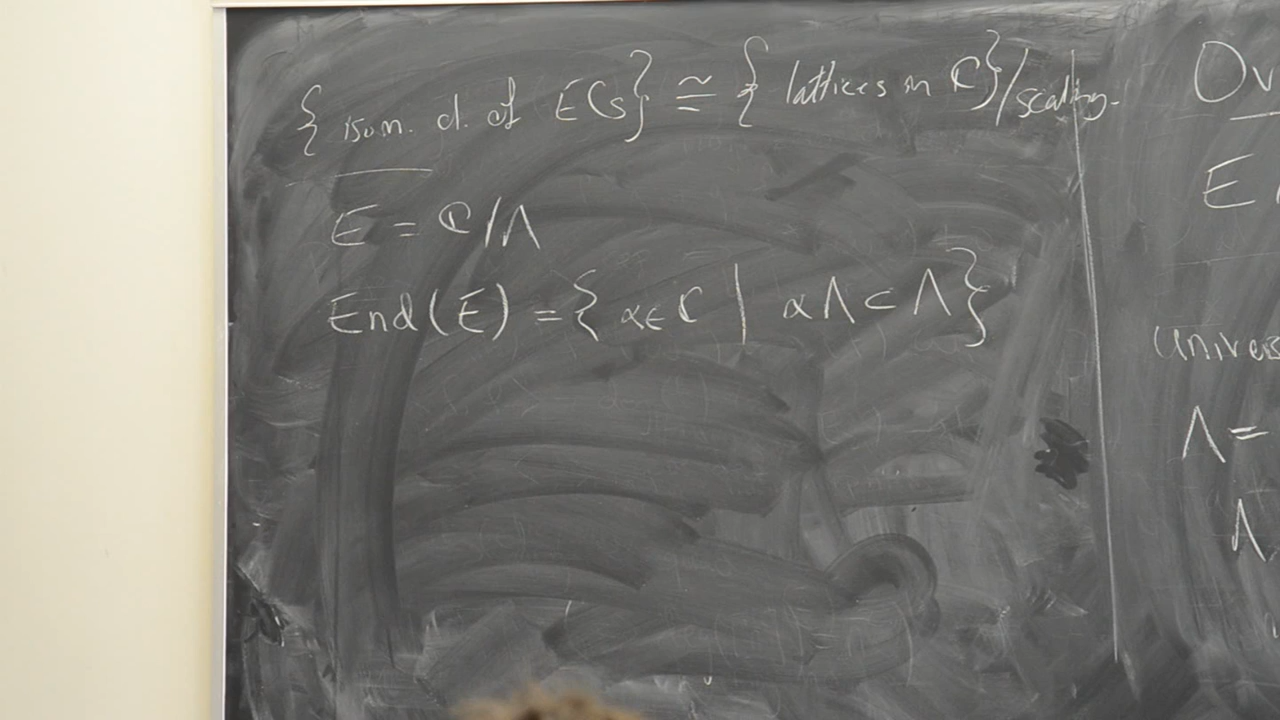 { isom. cl. of ECs} ≅ { lattices in ℂ}/scaling.
E = ℂ/Λ
End(E) = { α∈ℂ | αΛ⊂Λ}
Ov
E
Univers
Λ =
Λ